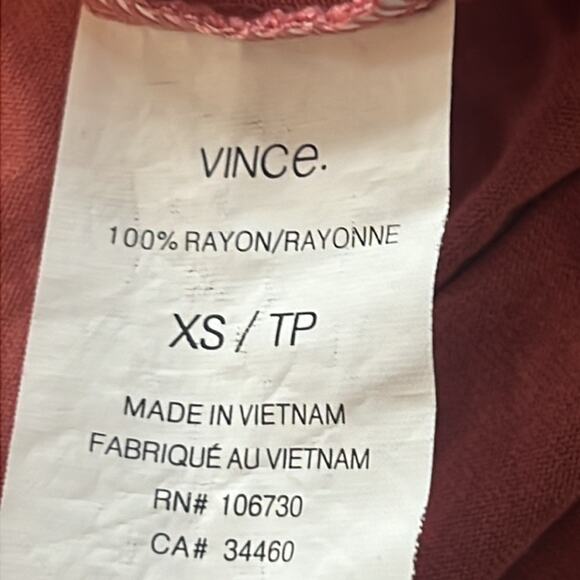 VINCe.
100% RAYON/RAYONNE
XS / TP
MADE IN VIETNAM
FABRIQUÉ AU VIETNAM
RN# 106730
CA# 34460